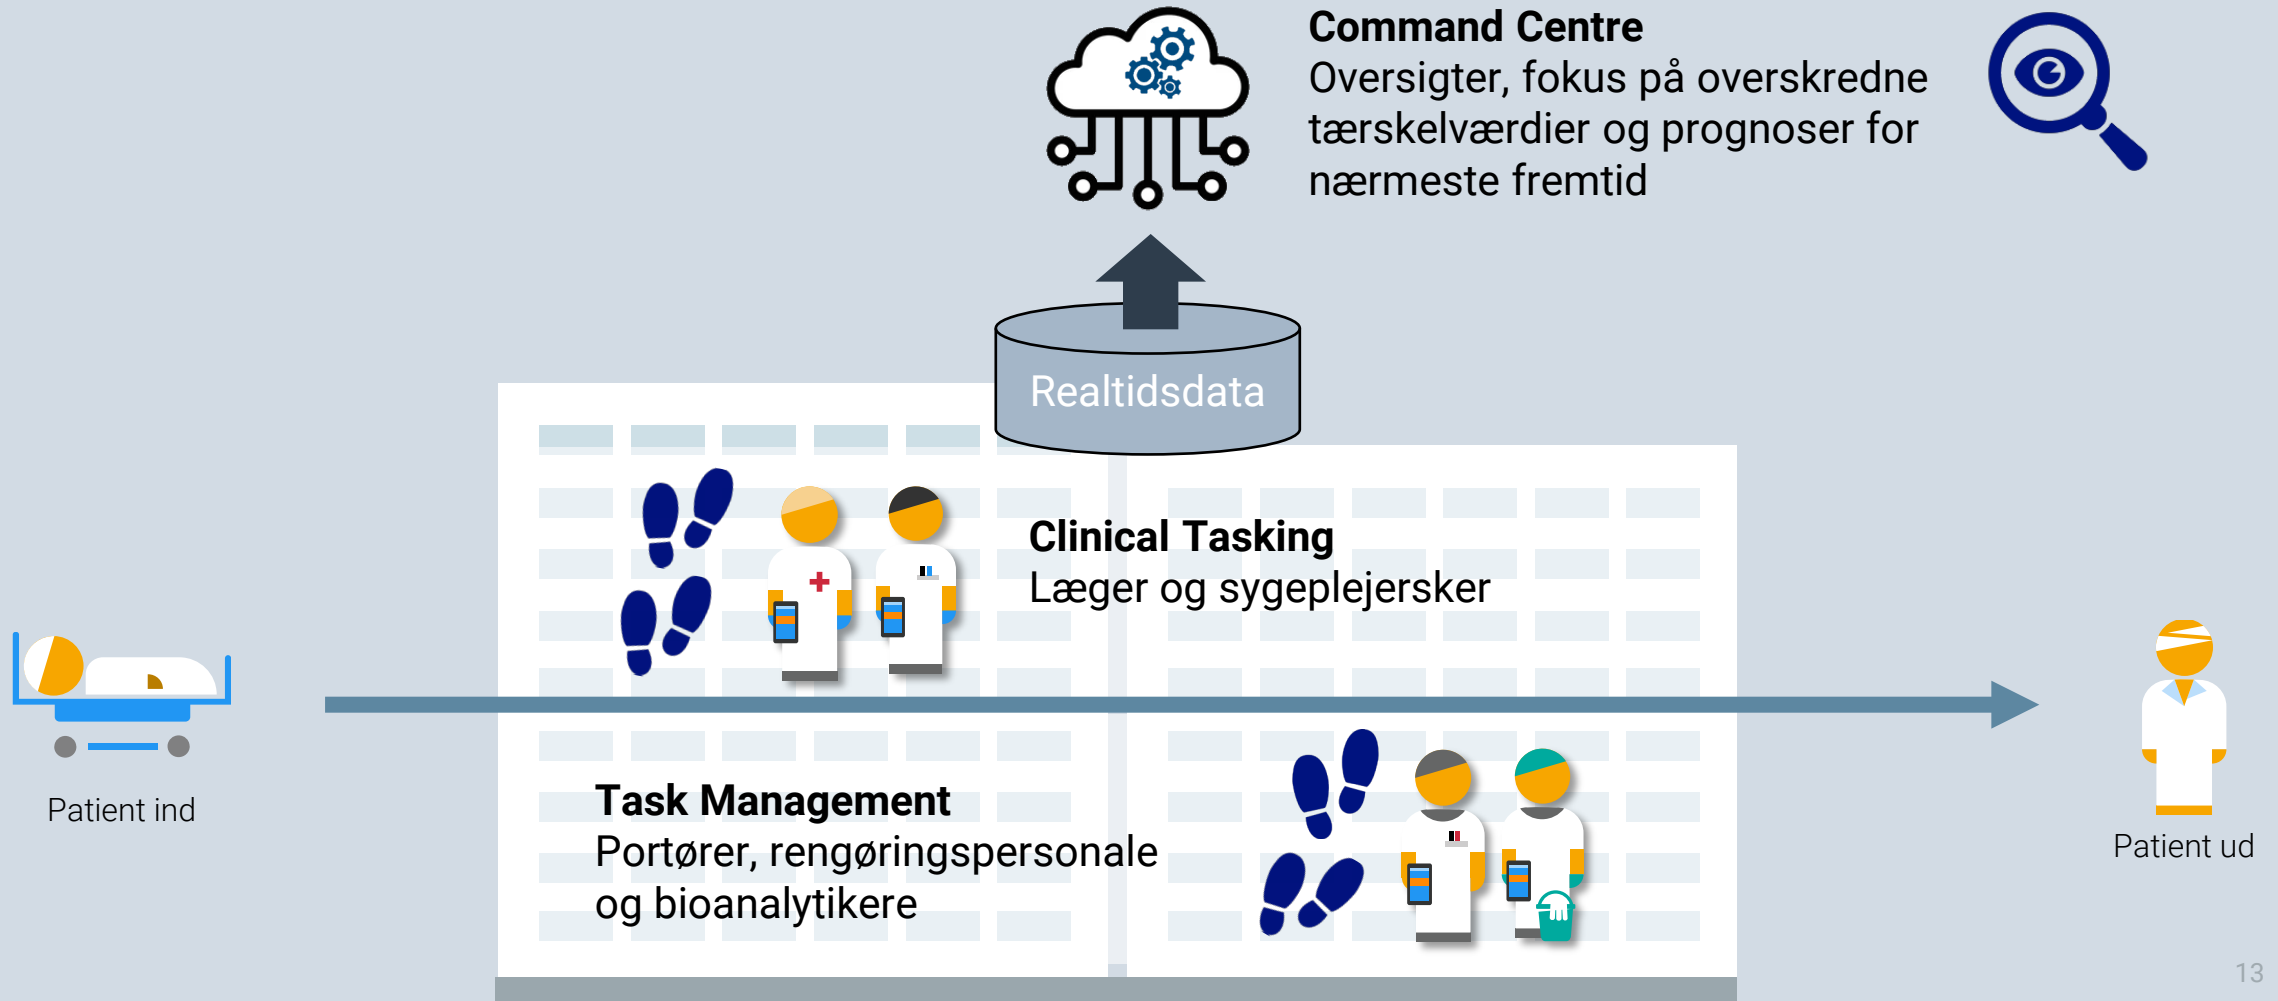 Command Centre
Oversigter, fokus på overskredne
tærskelværdier og prognoser for
nærmeste fremtid
Realtidsdata
Clinical Tasking
Læger og sygeplejersker
Patient ind
Task Management
Portører, rengøringspersonale
og bioanalytikere
Patient ud
13